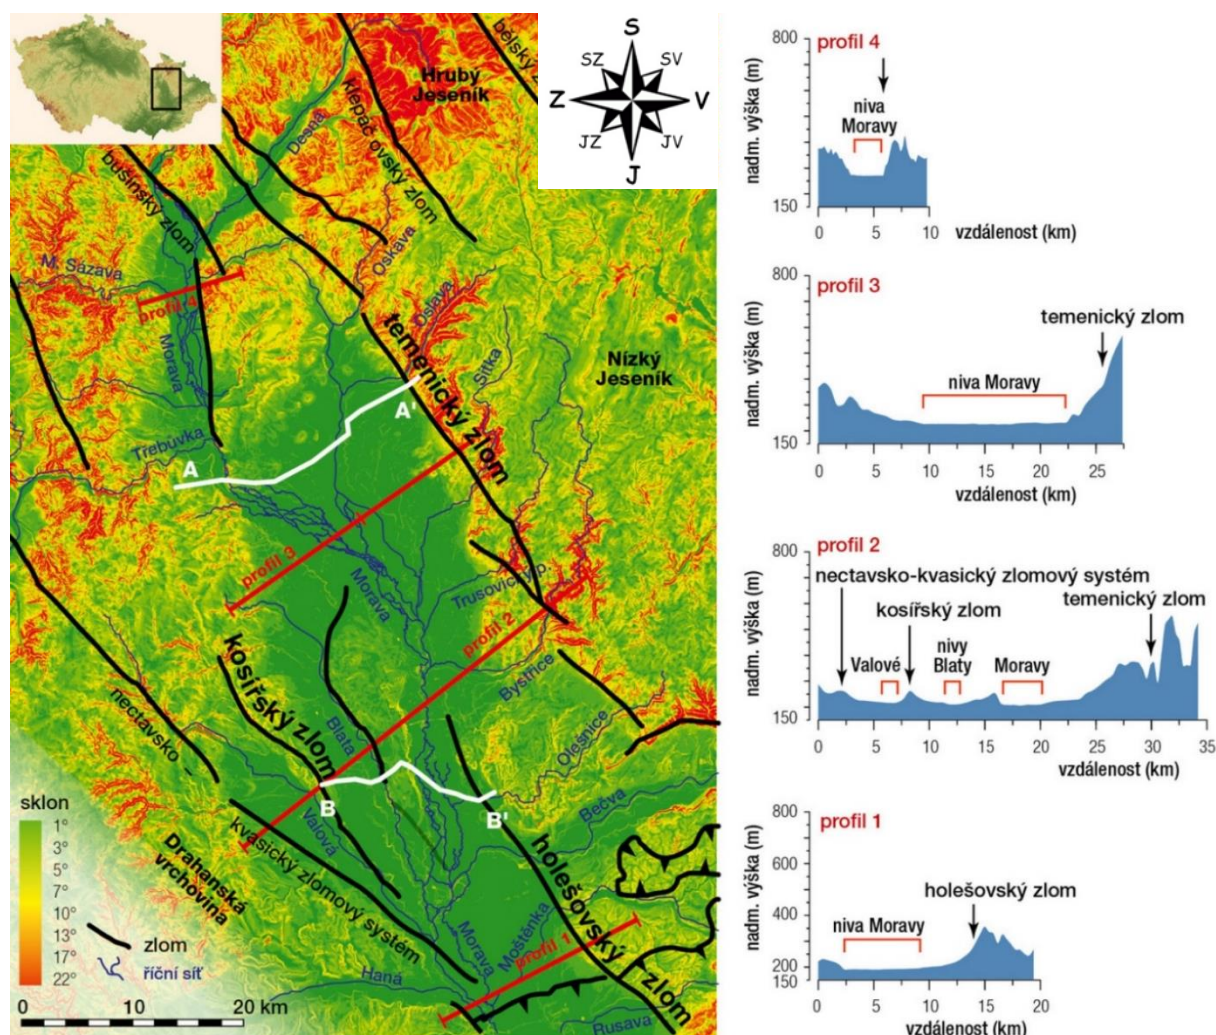 S
SZ
SV
Z
V
JZ
JV
J
bělský z
Hrubý
Jeseník
klepáčovský zlom
Desná
bušínský zlom
Oskava
M. Sázava
profil 4
Morava
temenický zlom
Oslava
Sitka
Nízký
Jeseník
A'
Třebůvka
A
profil 3
Morava
Trusovický p.
profil 2
kosířský zlom
Bystřice
nectavsko –
Blata
Olešnice
B
B'
Bečva
Valová
kvasický zlomový systém
holešovský zlom
Drahanská
vrchovina
Morava
Moštěnka
profil 1
Haná
Rusava
sklon
1°
3°
5°
7°
10°
13°
17°
22°
zlom
říční síť
0 10 20 km
profil 4
800
nadm. výška (m)
niva
Moravy
150
0 5 10 vzdálenost (km)
profil 3
800
nadm. výška (m)
temenický zlom
niva Moravy
150
0 5 10 15 20 25
vzdálenost (km)
profil 2
800
nadm. výška (m)
nectavsko-kvasický zlomový systém
kosířský zlom
temenický zlom
Valové
nivy
Blaty
Moravy
150
0 5 10 15 20 25 30 35
vzdálenost (km)
profil 1
800
600
400
200
150
nadm. výška (m)
holešovský zlom
niva Moravy
0 5 10 15 20
vzdálenost (km)